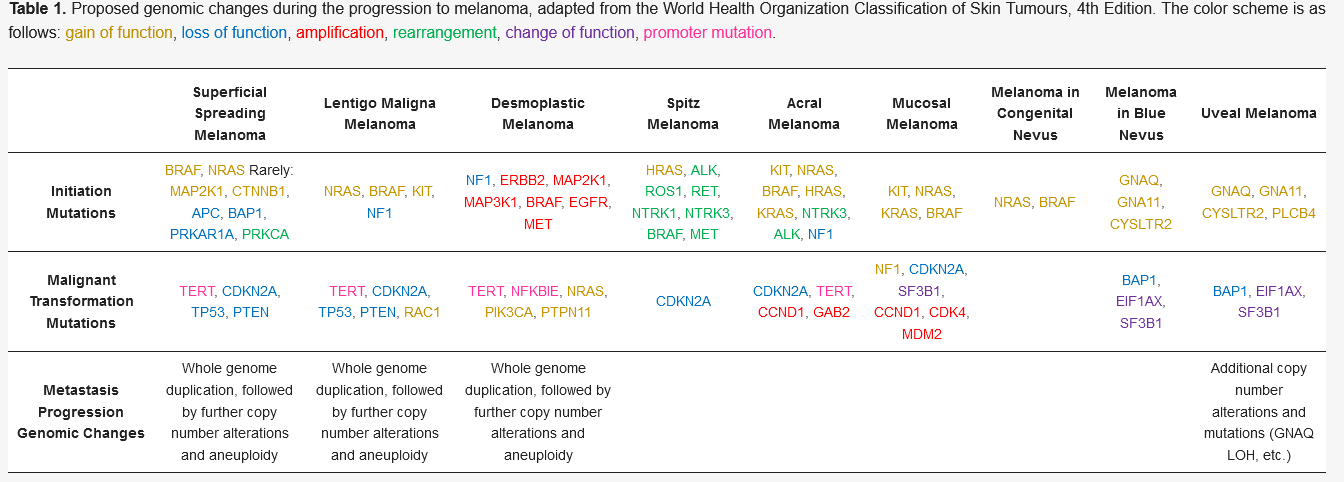 Table 1. Proposed genomic changes during the progression to melanoma, adapted from the World Health Organization Classification of Skin Tumours, 4th Edition. The color scheme is as
follows: gain of function, loss of function, amplification, rearrangement, change of function, promoter mutation.
Superficial
Spreading
Melanoma
Lentigo Maligna
Melanoma
Desmoplastic
Melanoma
Spitz
Melanoma
Acral
Melanoma
Mucosal
Melanoma
Melanoma in
Congenital
Nevus
Melanoma
in Blue
Nevus
Uveal Melanoma
Initiation
Mutations
BRAF, NRAS Rarely:
MAP2K1, CTNNB1,
APC, BAP1,
PRKAR1A, PRKCA
NRAS, BRAF, KIT,
NF1
NF1, ERBB2, MAP2K1,
MAP3K1, BRAF, EGFR,
MET
HRAS, ALK,
ROS1, RET,
NTRK1, NTRK3,
BRAF, MET
KIT, NRAS,
BRAF, HRAS,
KRAS, NTRK3,
ALK, NF1
KIT, NRAS,
KRAS, BRAF
NRAS, BRAF
GNAQ,
GNA11,
CYSLTR2
GNAQ, GNA11,
CYSLTR2, PLCB4
Malignant
Transformation
Mutations
TERT, CDKN2A,
TP53, PTEN
TERT, CDKN2A,
TP53, PTEN, RAC1
TERT, NFKBIE, NRAS,
PIK3CA, PTPN11
CDKN2A
CDKN2A, TERT,
CCND1, GAB2
NF1, CDKN2A,
SF3B1,
CCND1, CDK4,
MDM2
BAP1,
EIF1AX,
SF3B1
BAP1, EIF1AX,
SF3B1
Metastasis
Progression
Genomic Changes
Whole genome
duplication, followed
by further copy
number alterations
and aneuploidy
Whole genome
duplication, followed
by further copy
number alterations
and aneuploidy
Whole genome
duplication, followed by
further copy number
alterations and
aneuploidy
Additional copy
number
alterations and
mutations (GNAQ
LOH, etc.)